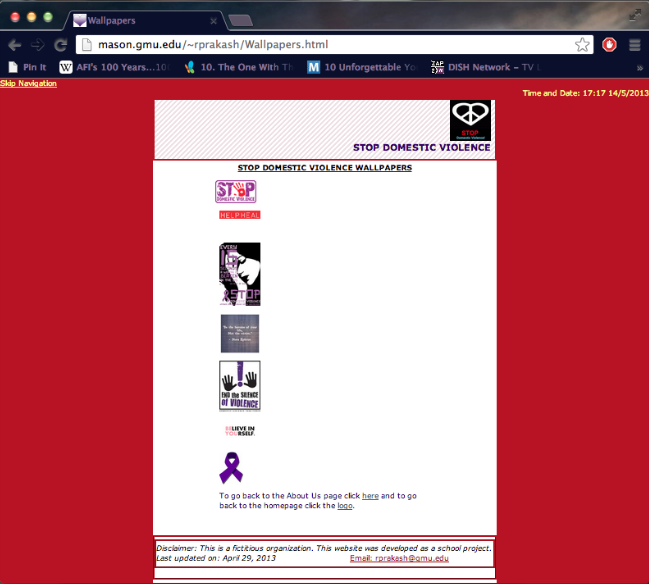 Wallpapers
mason.gmu.edu/~rprakash/Wallpapers.html
Pin It
AFI's 100 Years...10
10. The One With Th
10 Unforgettable Yo
DISH Network – TV L
Skip Navigation
Time and Date: 17:17 14/5/2013
STOP
STOP DOMESTIC VIOLENCE
STOP DOMESTIC VIOLENCE WALLPAPERS
STOP
DOMESTIC VIOLENCE
HELP HEAL
EVERY
15
STOP
END the SILENCE
of VIOLENCE
BELIEVE IN
YOURSELF.
To go back to the About Us page click here and to go
back to the homepage click the logo.
Disclaimer: This is a fictitious organization. This website was developed as a school project.
Last updated on: April 29, 2013 Email: rprakash@gmu.edu